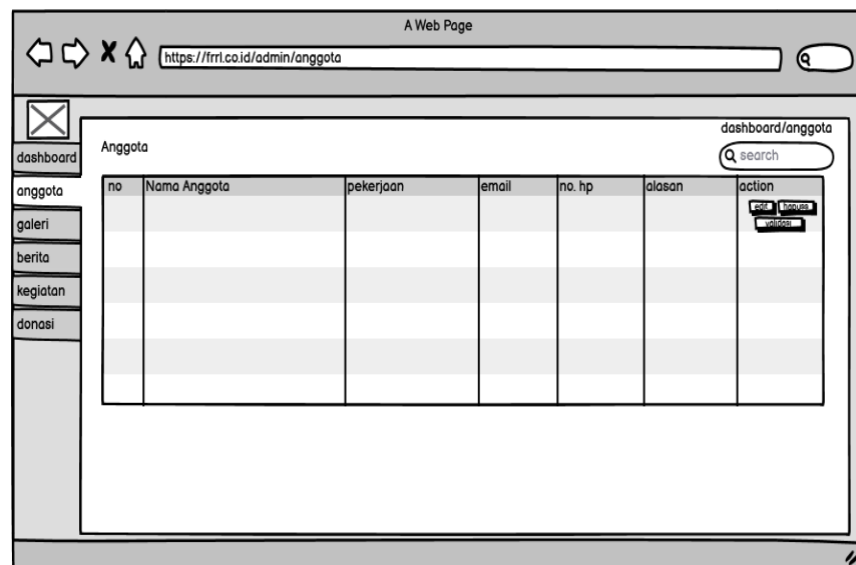 A Web Page
https://frrl.co.id/admin/anggota
dashboard/anggota
Anggota
search
dashboard
anggota
galeri
berita
kegiatan
donasi
no Nama Anggota pekerjaan email no. hp alasan action
edit hapuss
validasi